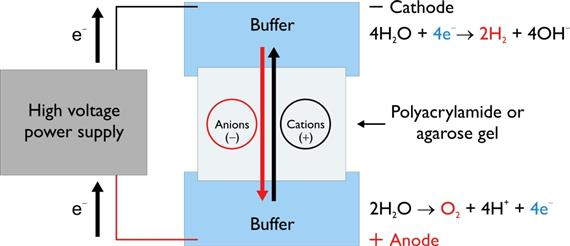 − Cathode
4H₂O + 4e⁻ → 2H₂ + 4OH⁻
e⁻
Buffer
High voltage
power supply
Anions
(−)
Cations
(+)
Polyacrylamide or
agarose gel
e⁻
Buffer
2H₂O → O₂ + 4H⁺ + 4e⁻
+ Anode